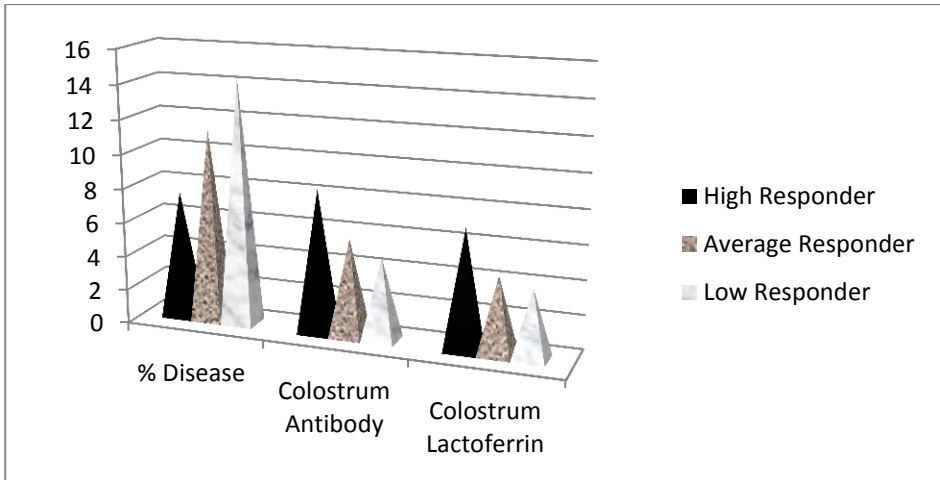 16
14
12
10
8
6
4
2
0
% Disease
Colostrum
Antibody
Colostrum
Lactoferrin
High Responder
Average Responder
Low Responder